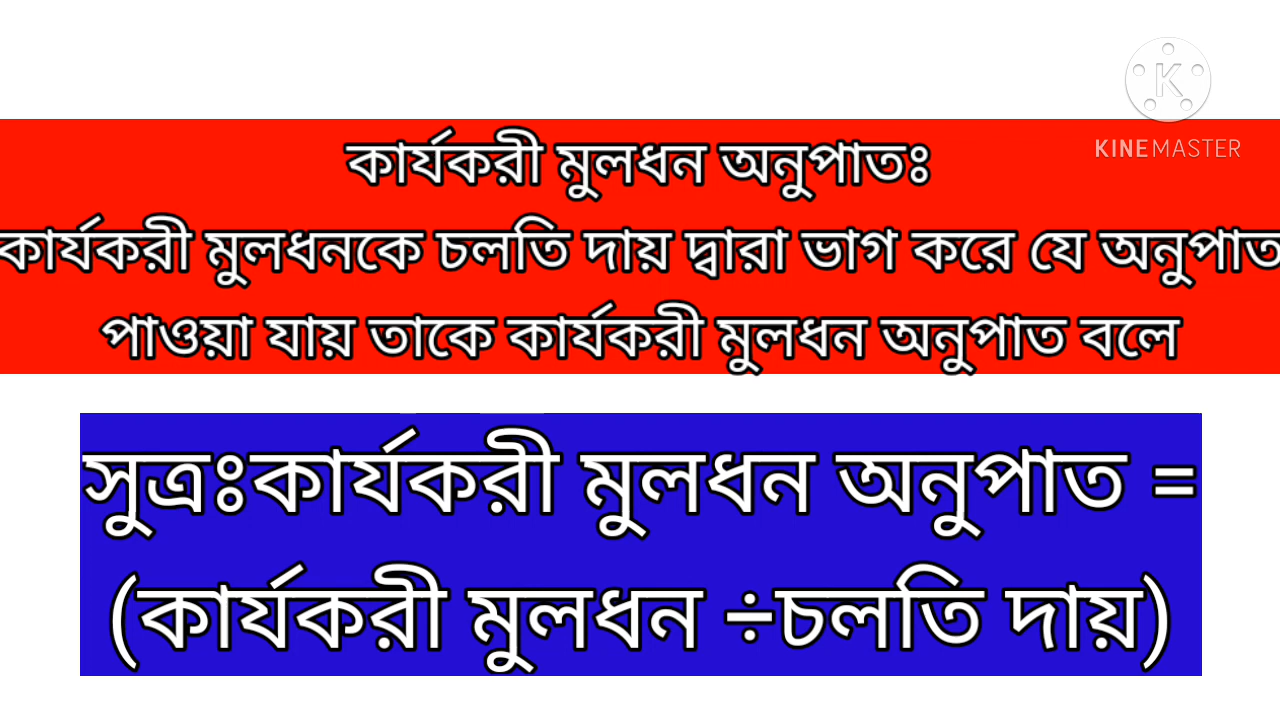 K
KINEMASTER
কার্যকরী মুলধন অনুপাতঃ
কার্যকরী মুলধনকে চলতি দায় দ্বারা ভাগ করে যে অনুপাত
পাওয়া যায় তাকে কার্যকরী মুলধন অনুপাত বলে
সুত্রঃকার্যকরী মুলধন অনুপাত =
(কার্যকরী মুলধন ÷চলতি দায়)